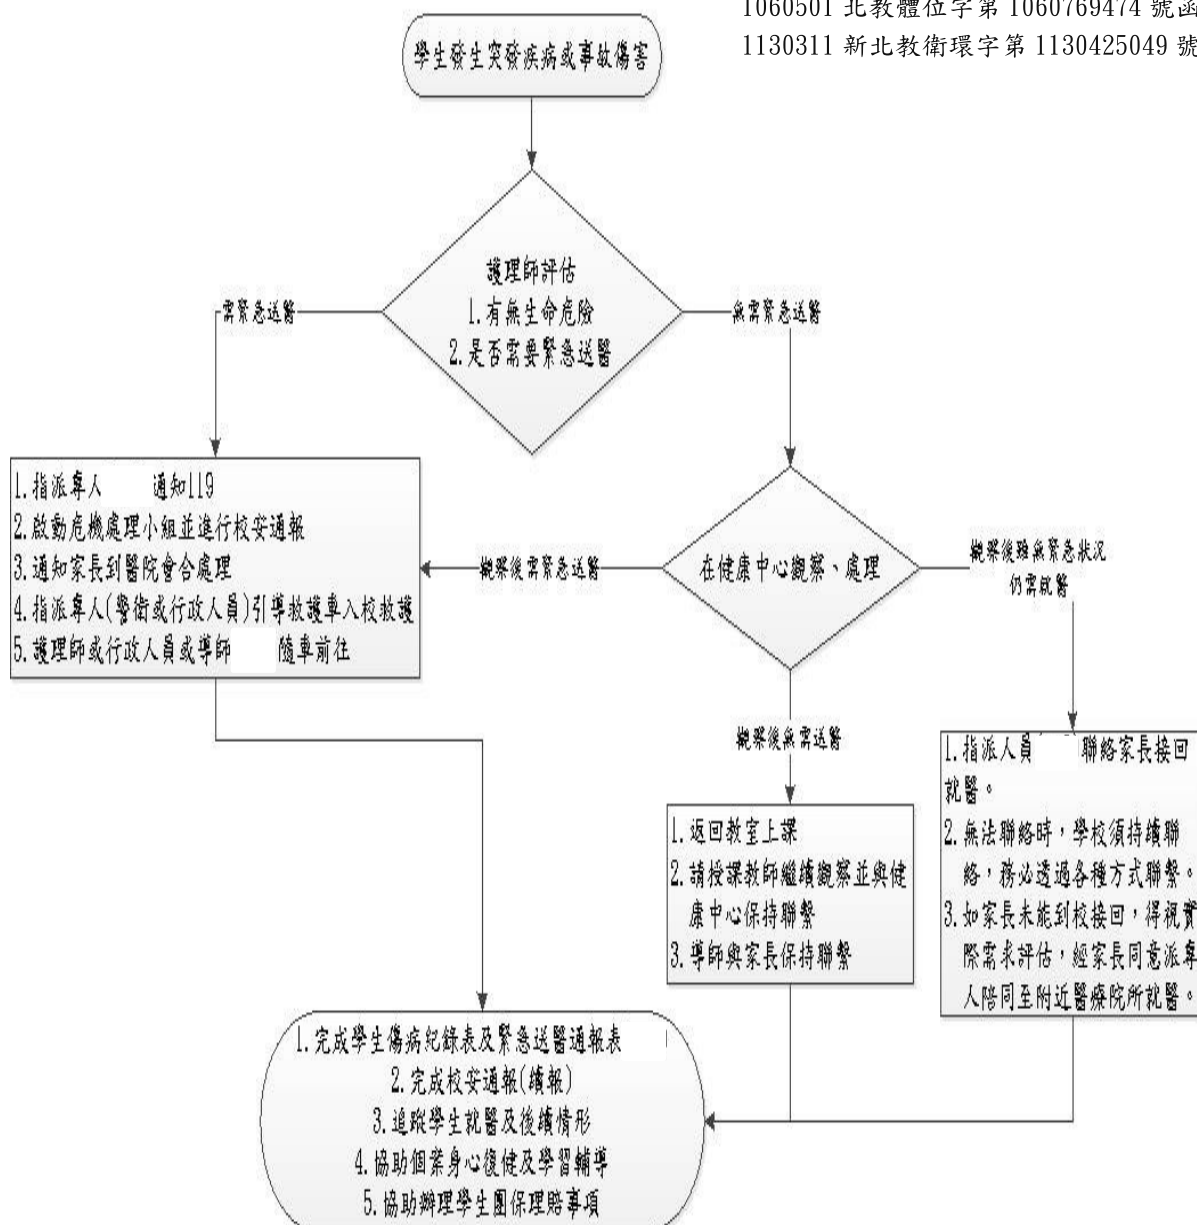 1060501 北教體位字第 1060769474 號函
1130311 新北教衛環字第 1130425049 號
學生發生突發疾病或事故傷害
護理師評估
1.有無生命危險
2.是否需要緊急送醫
需緊急送醫
無需緊急送醫
1.指派專人 通知119
2.啟動危機處理小組並進行校安通報
3.通知家長到醫院會合處理
4.指派專人(警衛或行政人員)引導救護車入校救護
5.護理師或行政人員或導師 隨車前往
觀察後需緊急送醫
在健康中心觀察、處理
觀察後雖無緊急狀況
仍需就醫
觀察後無需送醫
1.返回教室上課
2.請授課教師繼續觀察並與健
康中心保持聯繫
3.導師與家長保持聯繫
1.指派人員 聯絡家長接回
就醫。
2.無法聯絡時，學校須持續聯
絡，務必透過各種方式聯繫。
3.如家長未能到校接回，得視實
際需求評估，經家長同意派專
人陪同至附近醫療院所就醫。
1.完成學生傷病紀錄表及緊急送醫通報表
2.完成校安通報(續報)
3.追蹤學生就醫及後續情形
4.協助個案身心復健及學習輔導
5.協助辦理學生團保理賠事項